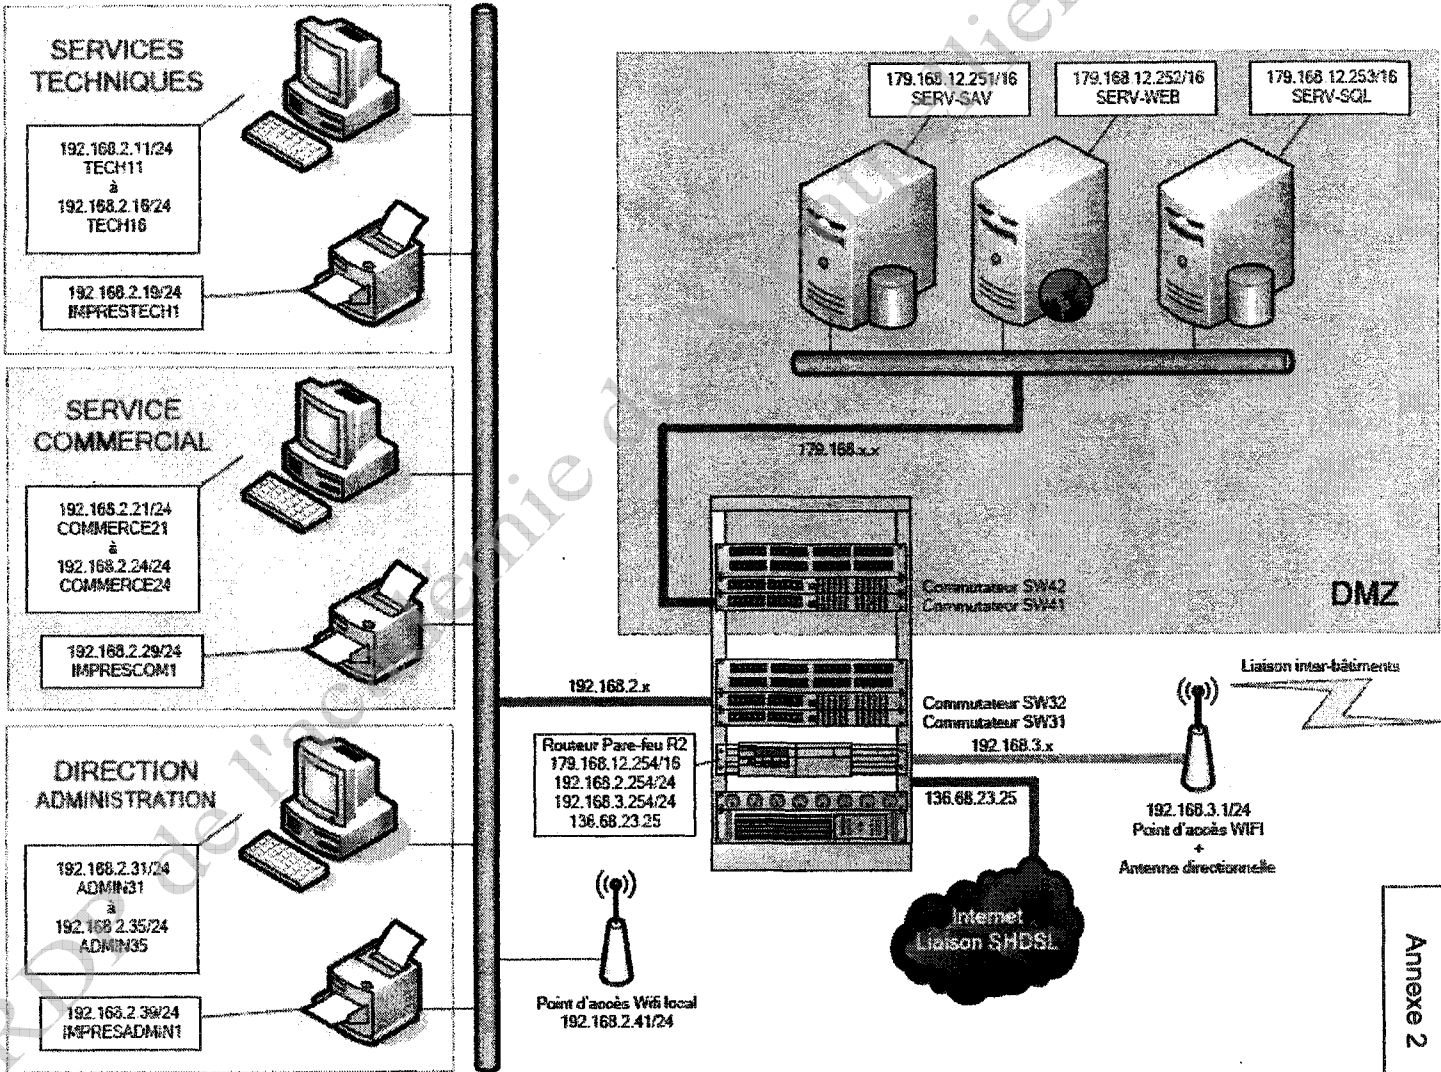 SERVICES
TECHNIQUES
192.168.2.11/24
TECH11
à
192.168.2.16/24
TECH16
192.168.2.19/24
IMPRESTECH1
SERVICE
COMMERCIAL
192.168.2.21/24
COMMERCE21
à
192.168.2.24/24
COMMERCE24
192.168.2.29/24
IMPRESCOM1
DIRECTION
ADMINISTRATION
192.168.2.31/24
ADMIN31
à
192.168.2.35/24
ADMIN35
192.168.2.39/24
IMPRESADMIN1
179.168.12.251/16
SERV-SAV
179.168.12.252/16
SERV-WEB
179.168.12.253/16
SERV-SQL
179.168.x.x
Commutateur SW42
Commutateur SW41
DMZ
192.168.2.x
Commutateur SW32
Commutateur SW31
Liaison inter-bâtiments
Routeur Pare-feu R2
179.168.12.254/16
192.168.2.254/24
192.168.3.254/24
136.68.23.25
192.168.3.x
136.68.23.25
192.168.3.1/24
Point d'accès WIFI
+
Antenne directionnelle
Internet
Liaison SHDSL
Point d'accès Wifi local
192.168.2.41/24
Annexe 2
RDP de l'académie de